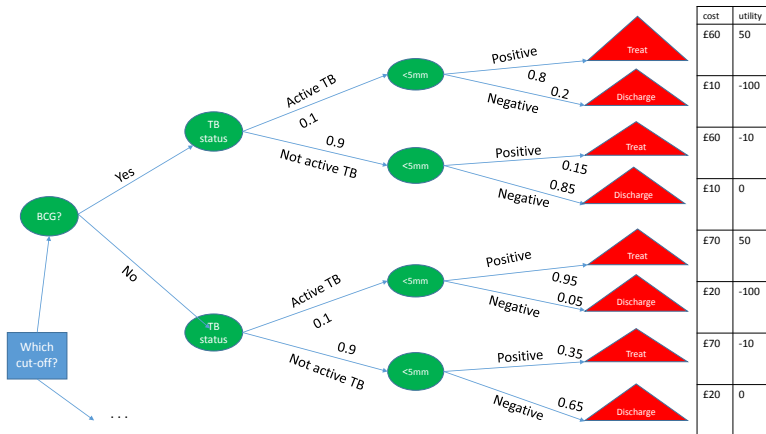 cost utility
£60 50
Positive
Treat
<5mm
0.8
Active TB
0.2
£10 -100
Negative
Discharge
0.1
TB
status
0.9
£60 -10
Positive
Treat
Not active TB
<5mm
0.15
Yes
0.85
£10 0
Negative
Discharge
BCG?
£70 50
Positive
Treat
No
Active TB
<5mm
0.95
£20 -100
Negative
0.05
Discharge
0.1
TB
status
Which
cut-off?
0.9
£70 -10
Positive
0.35
Treat
Not active TB
<5mm
£20 0
Negative
0.65
Discharge
. . .